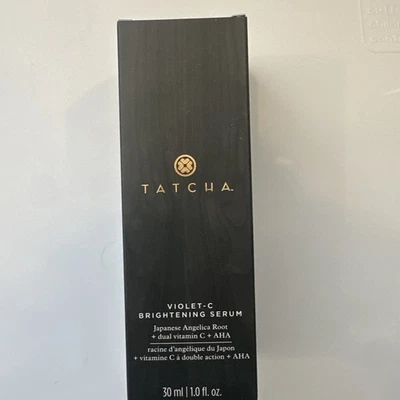 TATCHA
VIOLET-C
BRIGHTENING SERUM
Japanese Angelica Root
+ dual vitamin C + AHA
racine d'angélique du Japon
+ vitamine C à double action + AHA
30 ml | 1.0 fl. oz.